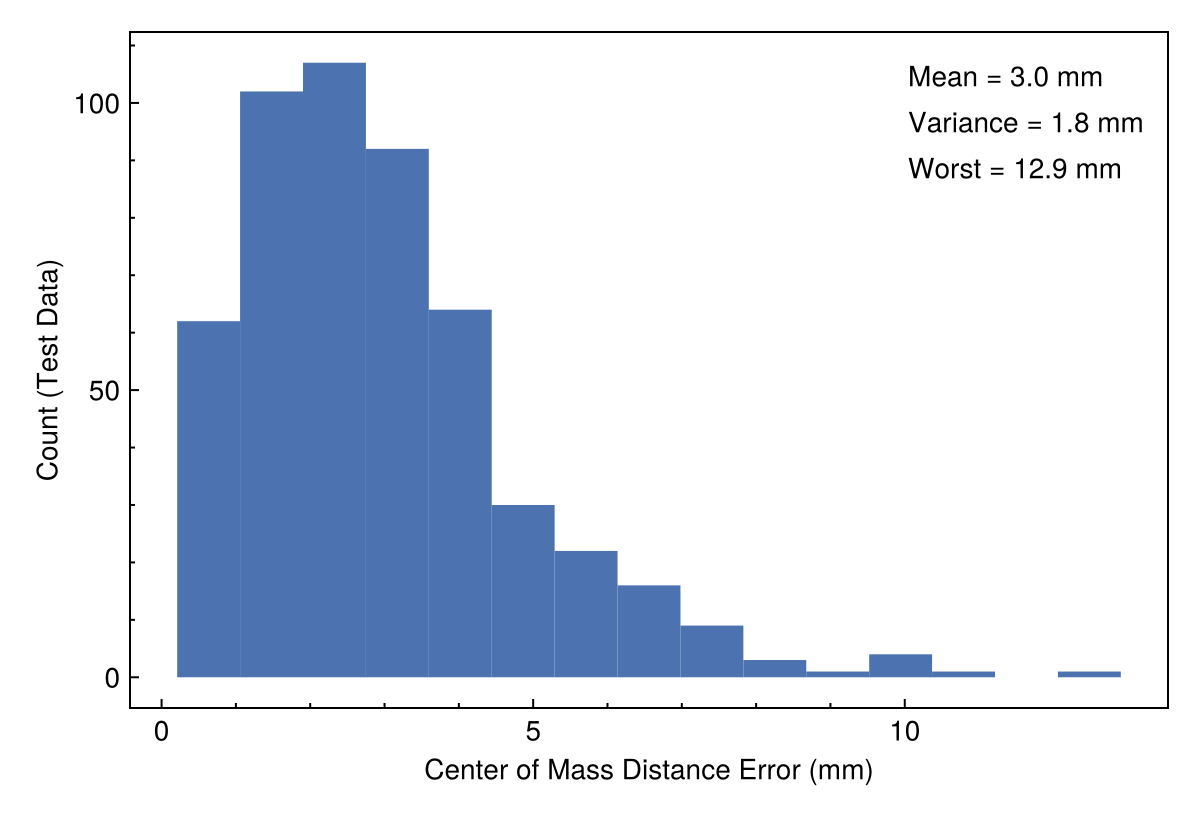 Mean = 3.0 mm
Variance = 1.8 mm
Worst = 12.9 mm
100
50
0
Count (Test Data)
0 5 10
Center of Mass Distance Error (mm)